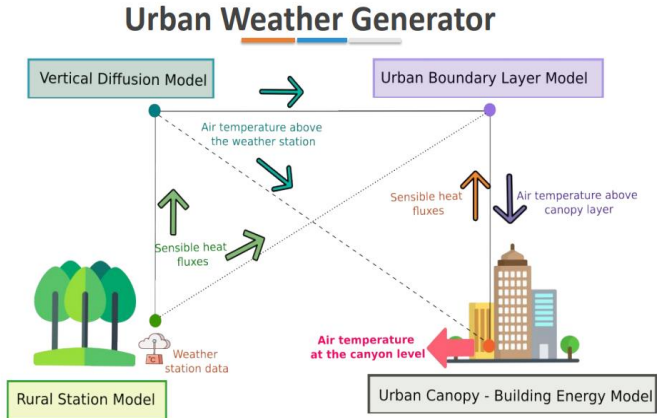 Urban Weather Generator
Vertical Diffusion Model
Urban Boundary Layer Model
Air temperature above
the weather station
Sensible heat
fluxes
Air temperature above
canopy layer
Sensible heat
fluxes
Weather
station data
°C
Air temperature
at the canyon level
Rural Station Model
Urban Canopy - Building Energy Model